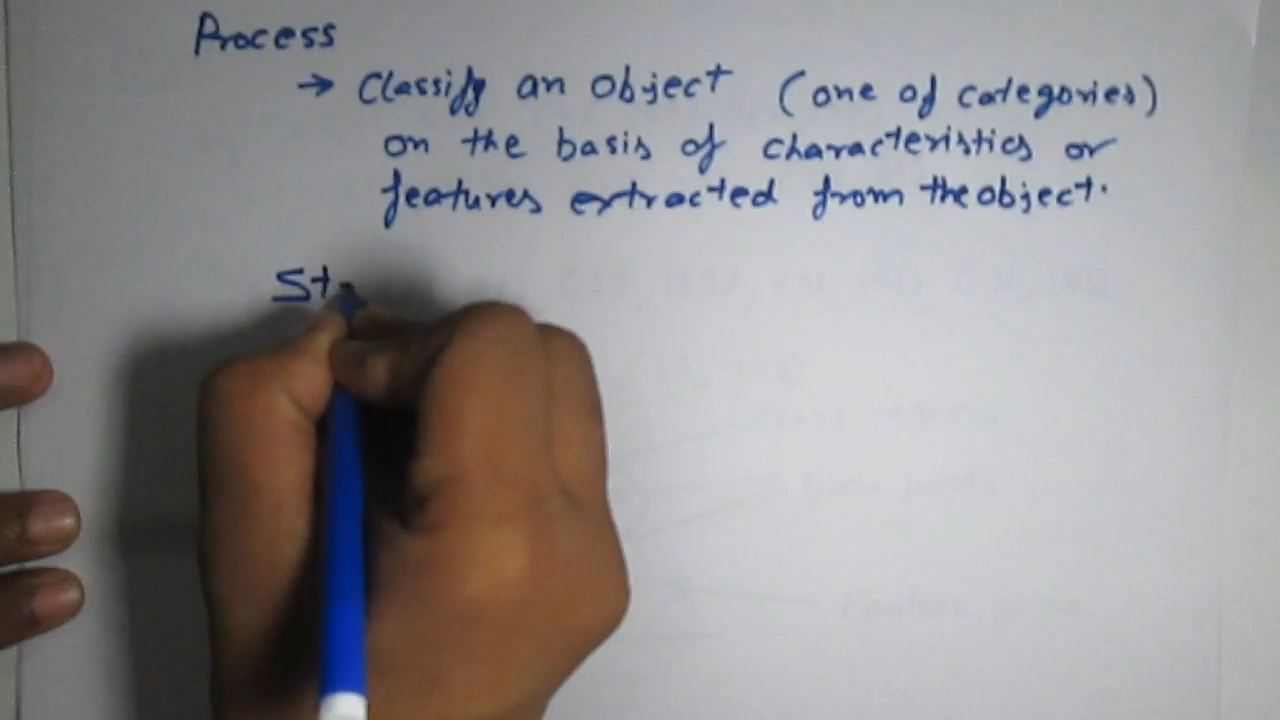 Process
→ Classify an object (one of categories)
on the basis of characteristics or
features extracted from the object.
St